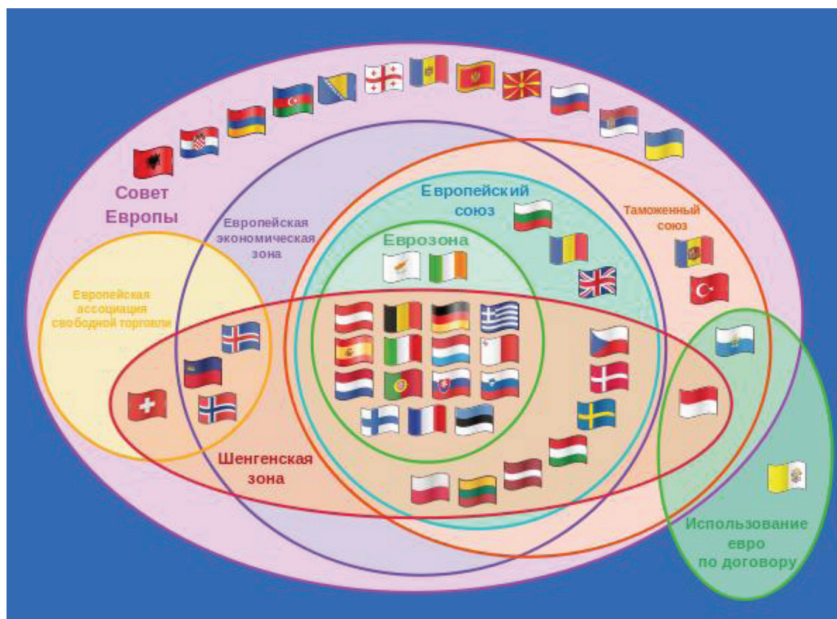 Совет
Европы
Европейская
экономическая
зона
Европейский
союз
Таможенный
союз
Еврозона
Европейская
ассоциация
свободной торговли
Шенгенская
зона
Использование
евро
по договору